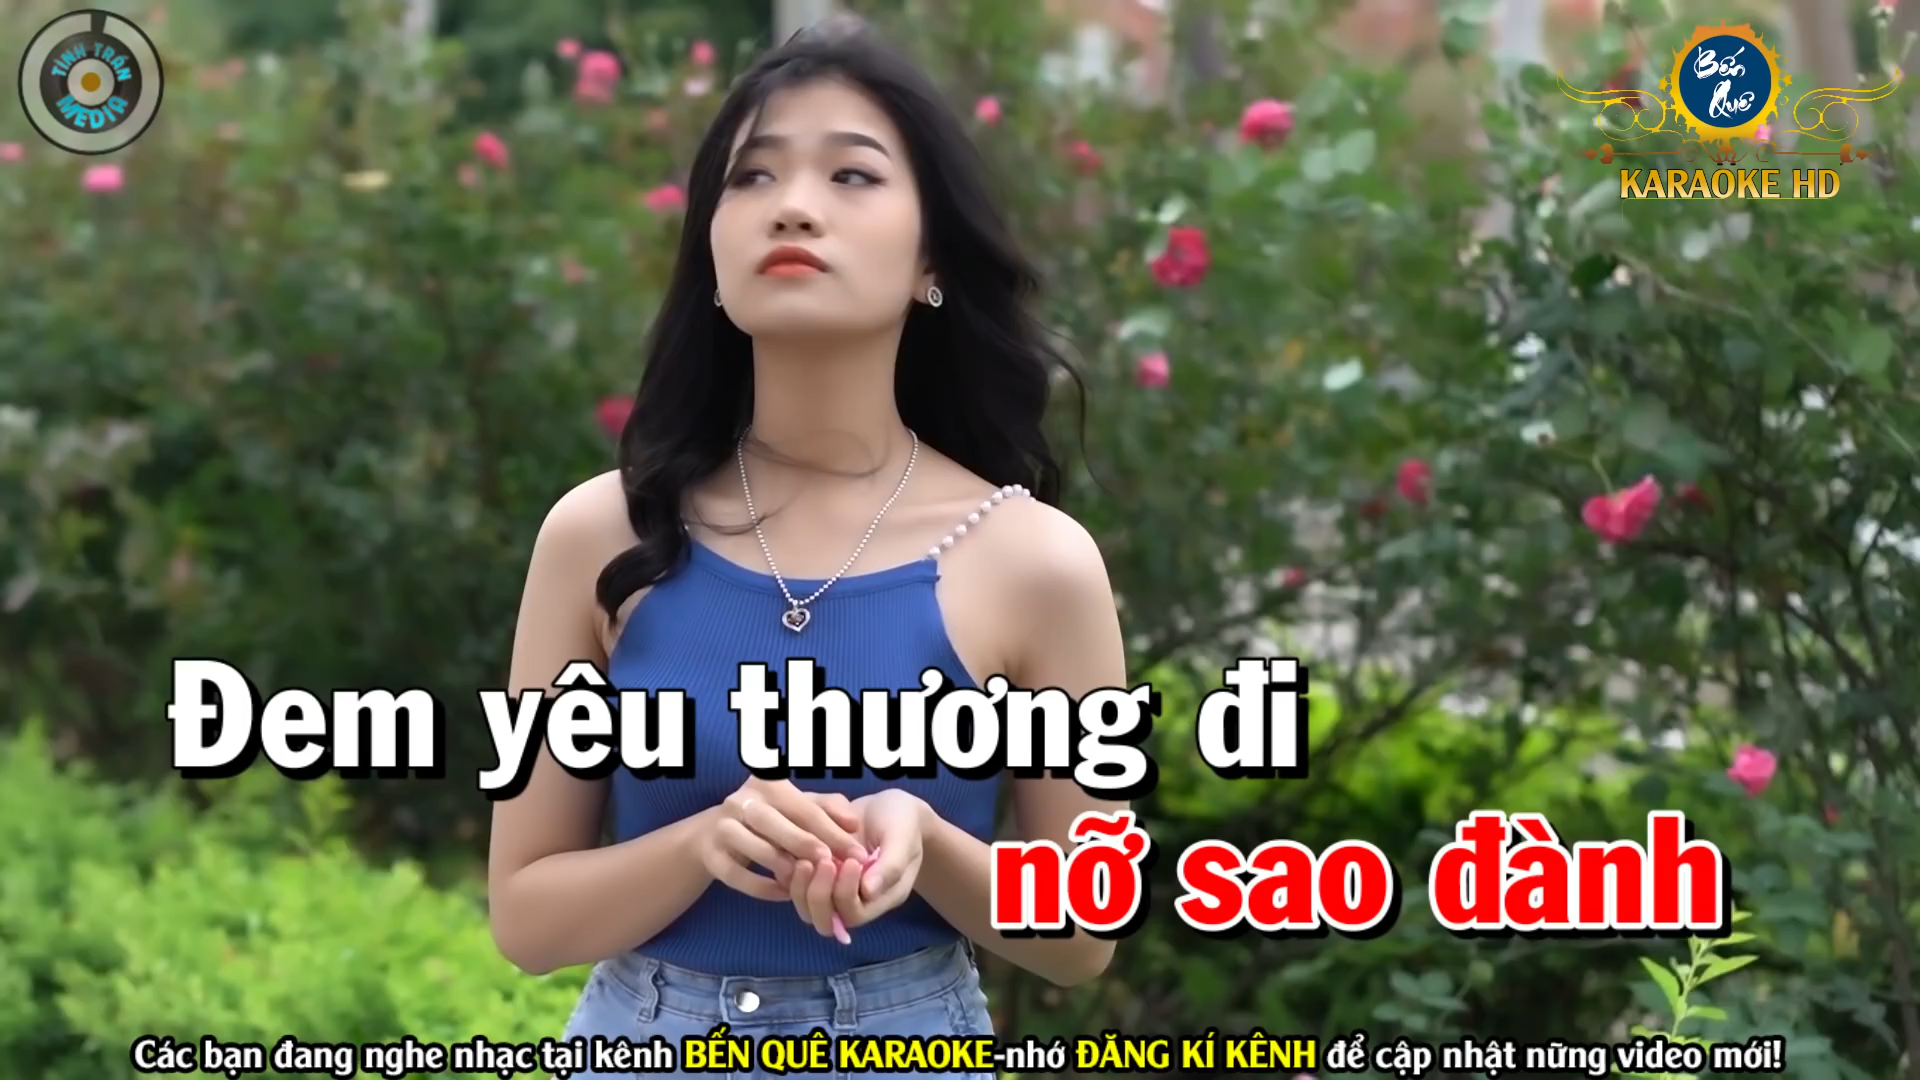 TÌNH TRẦN
MEDIA
Bến
Quê
KARAOKE HD
Đem yêu thương đi
nỡ sao đành
Các bạn đang nghe nhạc tại kênh BẾN QUÊ KARAOKE-nhớ ĐĂNG KÍ KÊNH để cập nhật nững video mới!